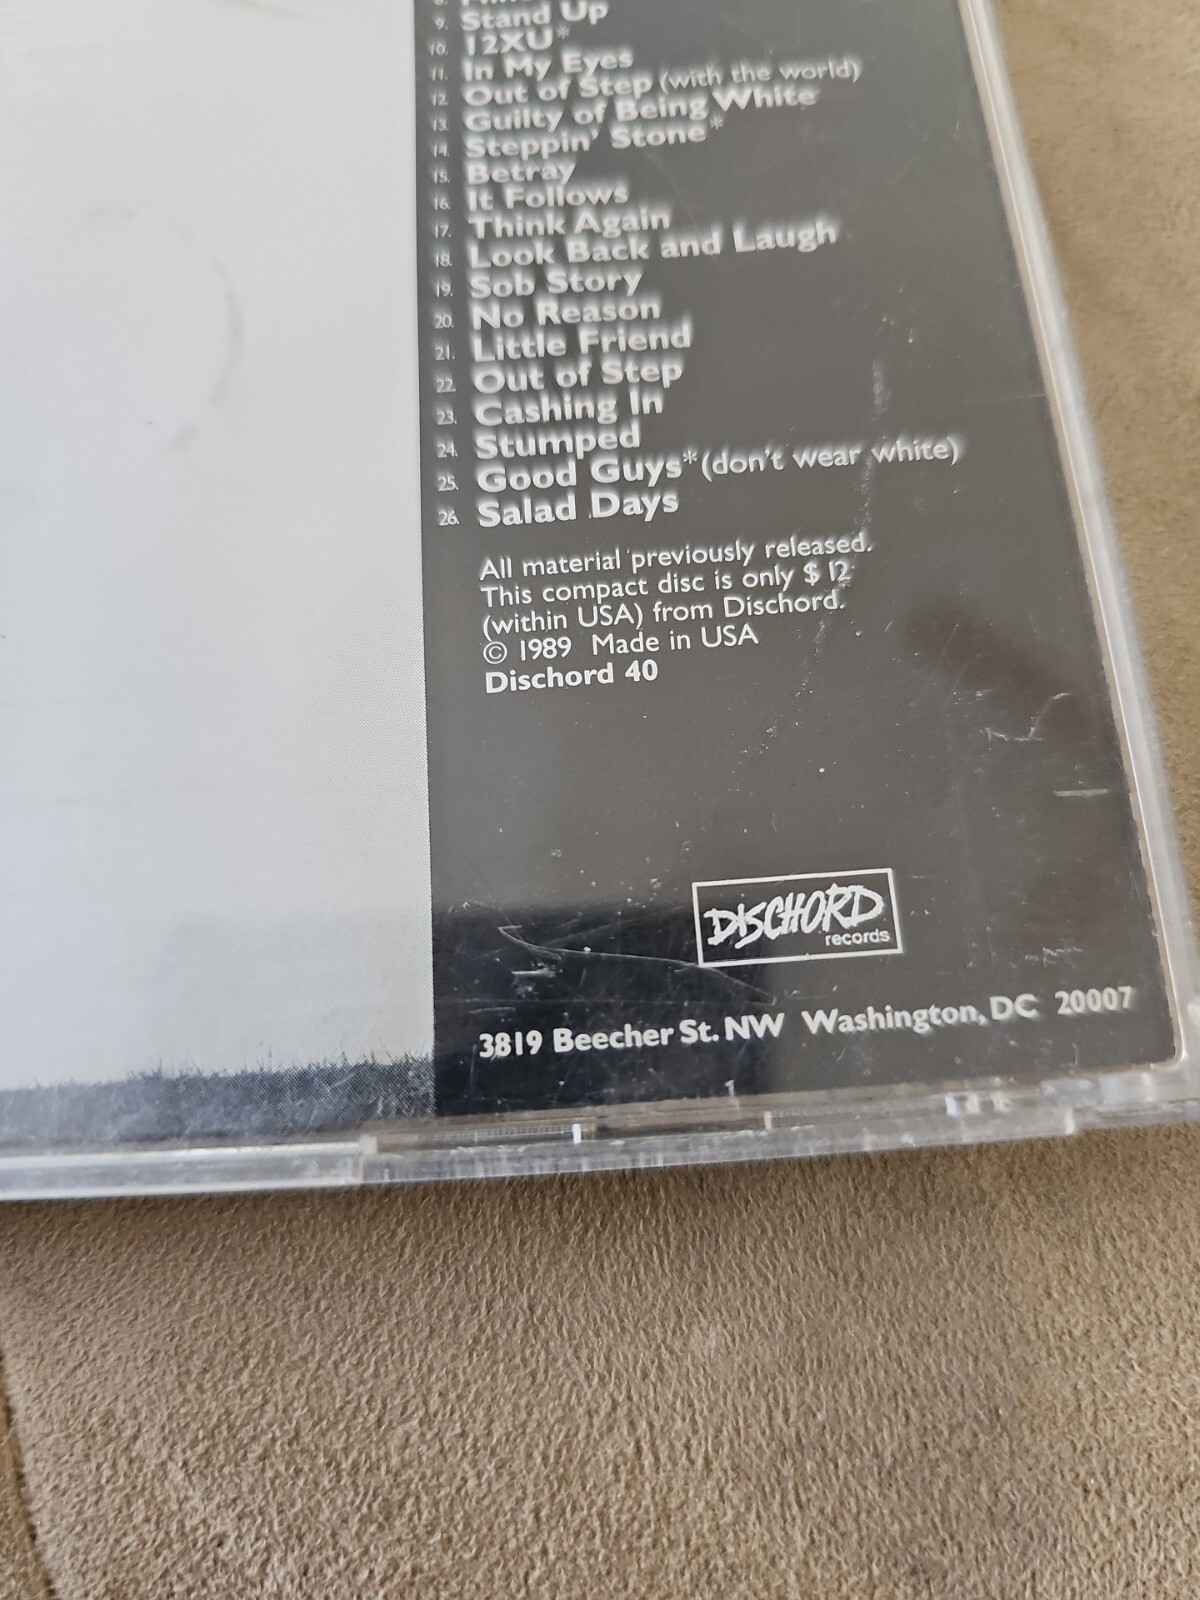 9. Stand Up
10. 12XU*
11. In My Eyes
12. Out of Step (with the world)
13. Guilty of Being White
14. Steppin' Stone*
15. Betray
16. It Follows
17. Think Again
18. Look Back and Laugh
19. Sob Story
20. No Reason
21. Little Friend
22. Out of Step
23. Cashing In
24. Stumped
25. Good Guys* (don't wear white)
26. Salad Days
All material previously released.
This compact disc is only $12
(within USA) from Dischord.
© 1989 Made in USA
Dischord 40
DISCHORD
records
3819 Beecher St. NW Washington, DC 20007